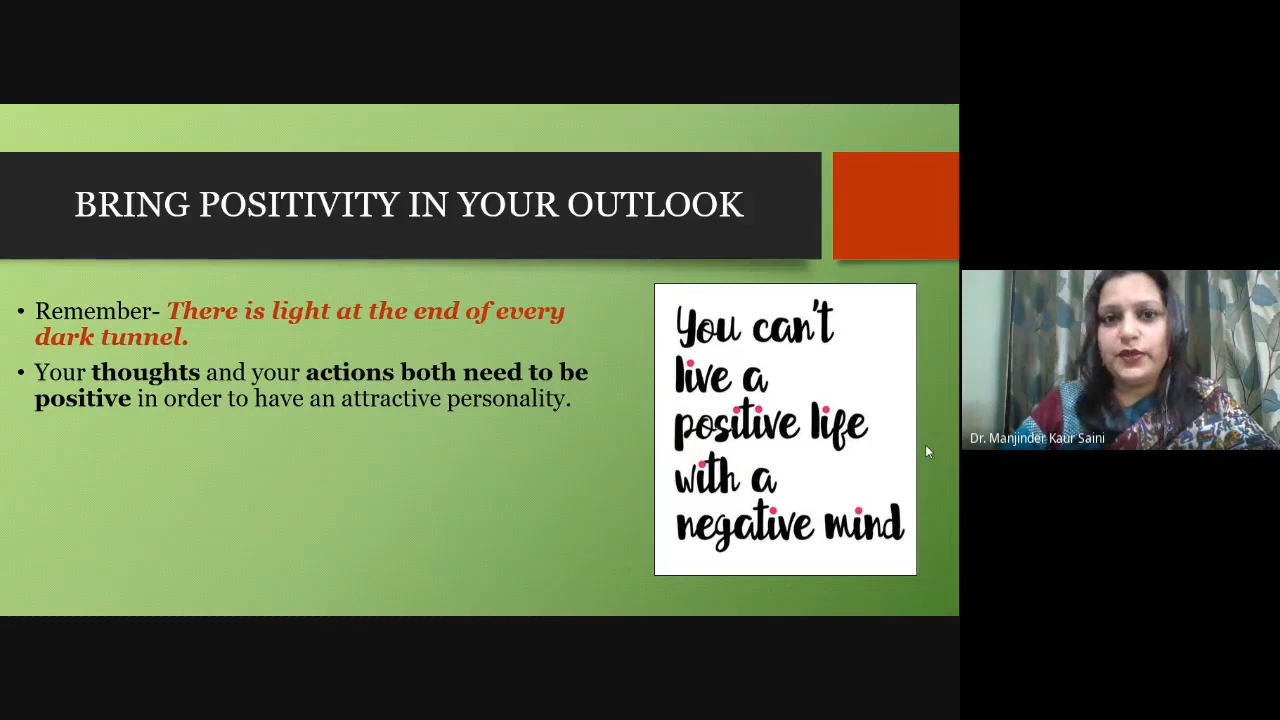 BRING POSITIVITY IN YOUR OUTLOOK
• Remember- There is light at the end of every
dark tunnel.
• Your thoughts and your actions both need to be
positive in order to have an attractive personality.
You can't
live a
positive life
with a
negative mind
Dr. Manjinder Kaur Saini